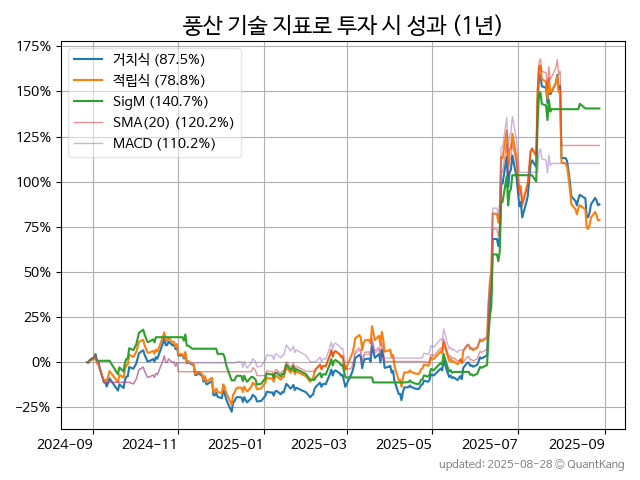 풍산 기술 지표로 투자 시 성과 (1년)
175%
150%
125%
100%
75%
50%
25%
0%
−25%
거치식 (87.5%)
적립식 (78.8%)
SigM (140.7%)
SMA(20) (120.2%)
MACD (110.2%)
2024-09
2024-11
2025-01
2025-03
2025-05
2025-07
2025-09
updated: 2025-08-28 © QuantKang